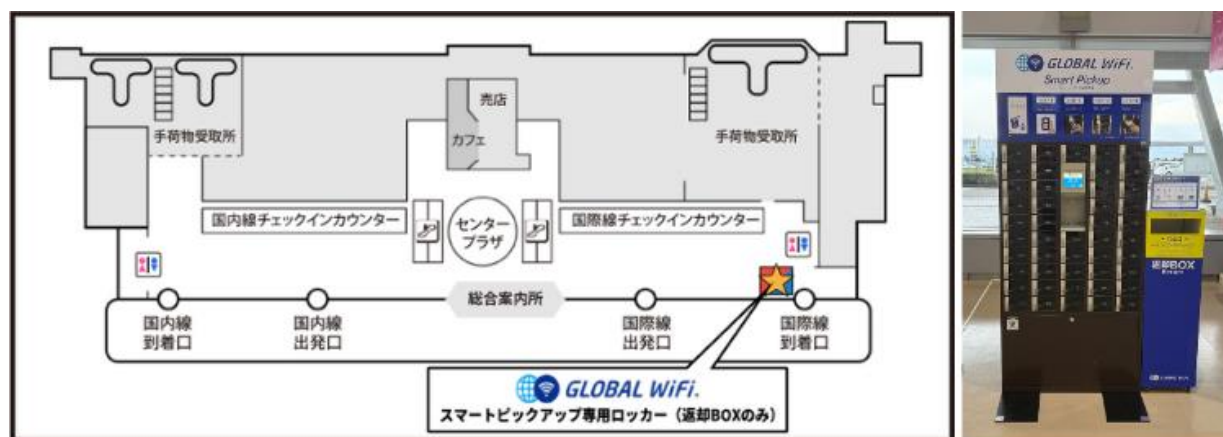 売店
カフェ
手荷物受取所
手荷物受取所
国内線チェックインカウンター
センター
プラザ
国際線チェックインカウンター
総合案内所
国内線
到着口
国内線
出発口
国際線
出発口
国際線
到着口
GLOBAL WiFi.
スマートピックアップ専用ロッカー（返却BOXのみ）
GLOBAL WiFi.
Smart Pickup
返却BOX